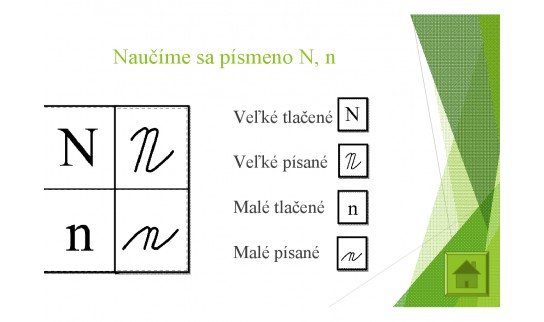 Naučíme sa písmeno N, n
N N
n n
Veľké tlačené N
Veľké písané N
Malé tlačené n
Malé písané n